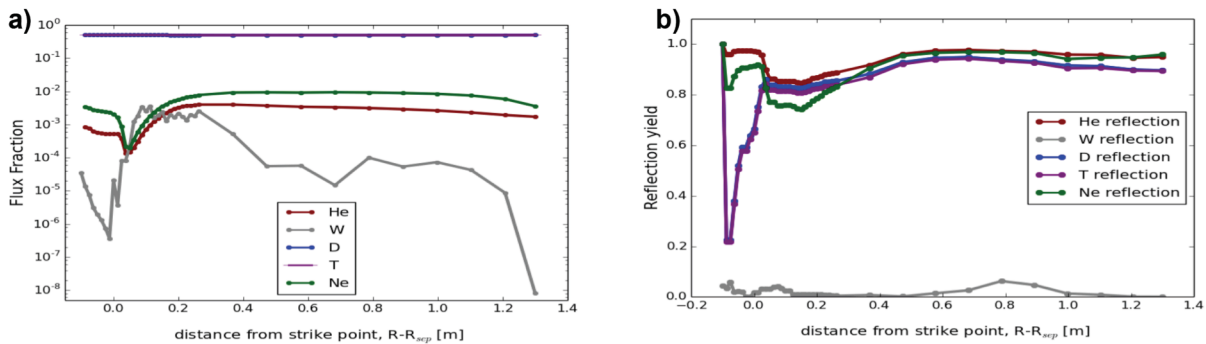 a)
10^0
10^-1
10^-2
10^-3
10^-4
10^-5
10^-6
10^-7
10^-8
Flux Fraction
He
W
D
T
Ne
0.0 0.2 0.4 0.6 0.8 1.0 1.2 1.4
distance from strike point, R-R_sep [m]
b)
1.0
0.8
0.6
0.4
0.2
0.0
Reflection yield
He reflection
W reflection
D reflection
T reflection
Ne reflection
−0.2 0.0 0.2 0.4 0.6 0.8 1.0 1.2 1.4
distance from strike point, R-R_sep [m]